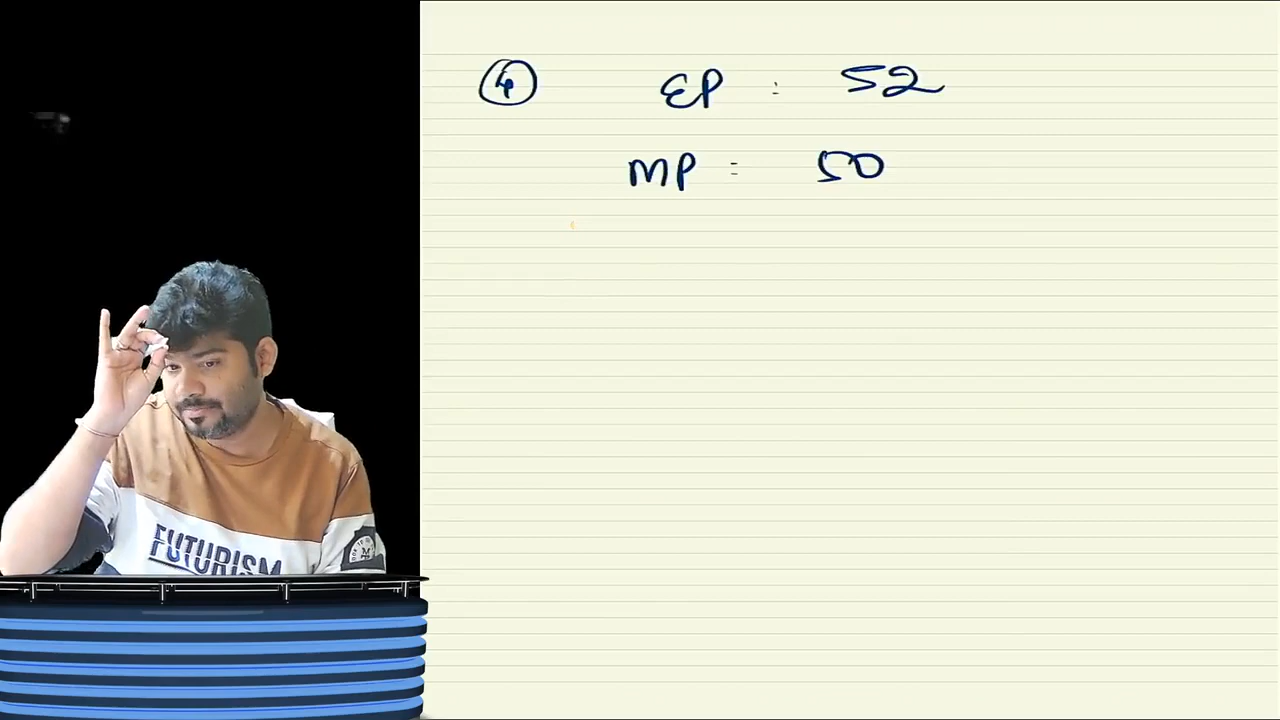 ④ EP : 52
MP = 50
FUTURISM